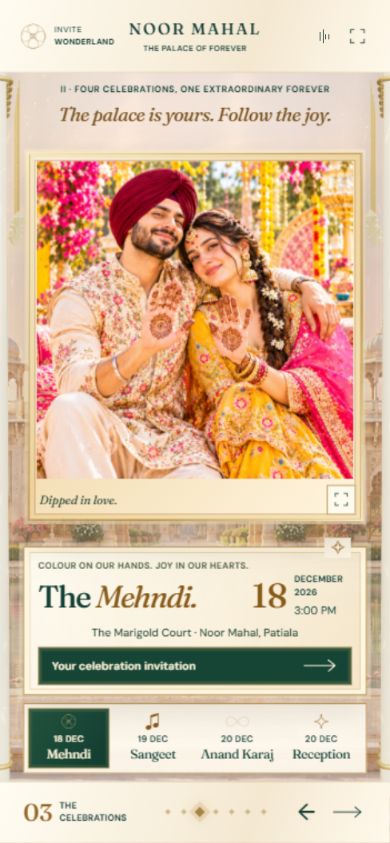 INVITE
WONDERLAND
NOOR MAHAL
THE PALACE OF FOREVER
II · FOUR CELEBRATIONS, ONE EXTRAORDINARY FOREVER
The palace is yours. Follow the joy.
Dipped in love.
COLOUR ON OUR HANDS. JOY IN OUR HEARTS.
The Mehndi.
18
DECEMBER
2026
3:00 PM
The Marigold Court · Noor Mahal, Patiala
Your celebration invitation
18 DEC
Mehndi
19 DEC
Sangeet
20 DEC
Anand Karaj
20 DEC
Reception
03
THE
CELEBRATIONS